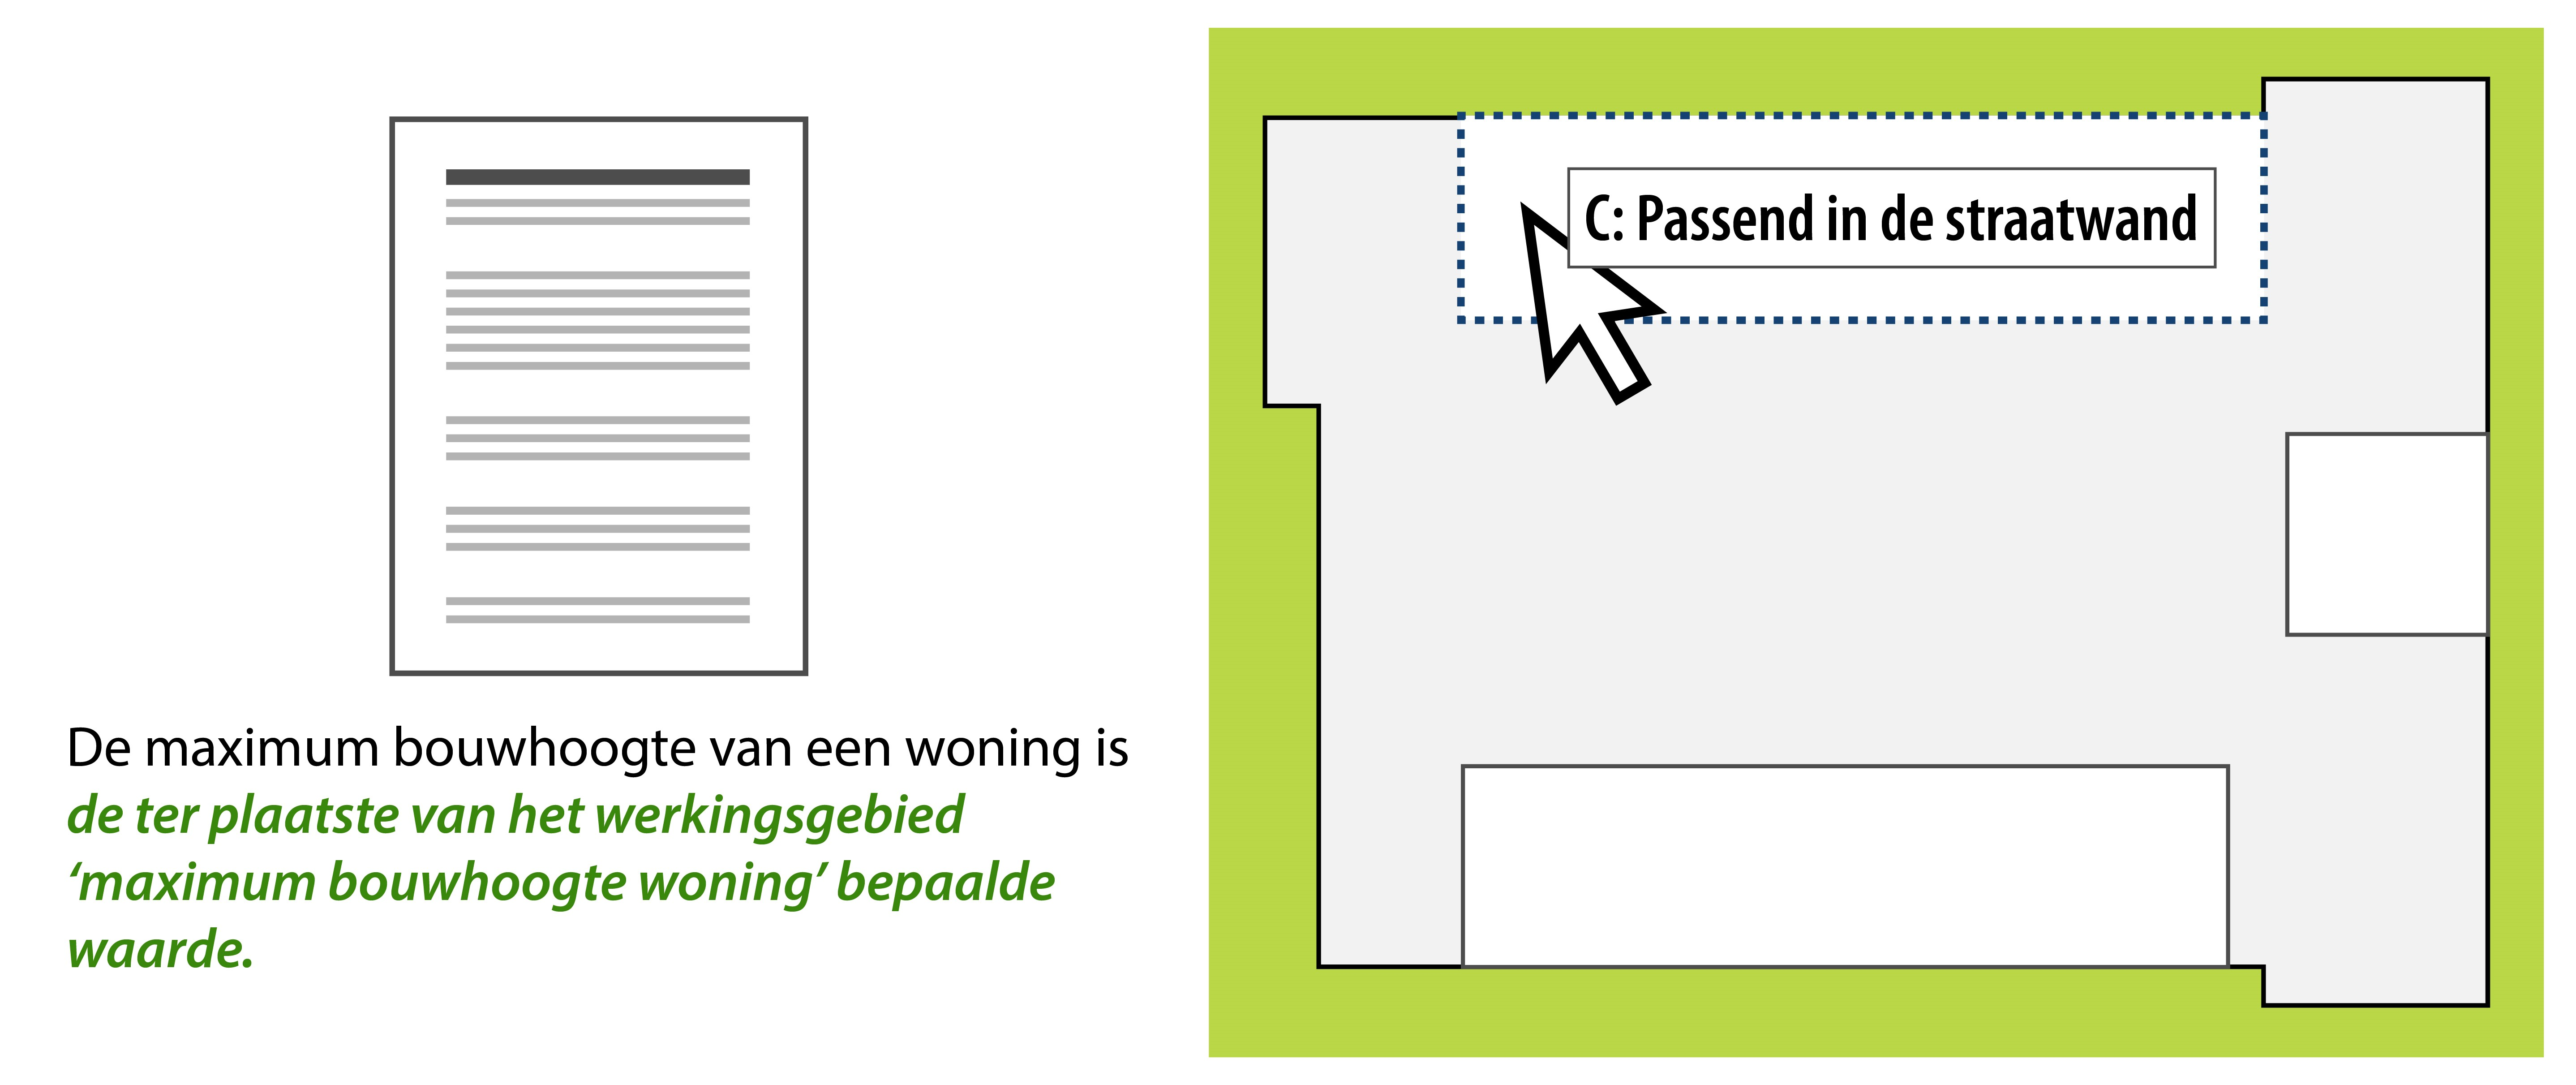 De maximum bouwhoogte van een woning is
de ter plaatste van het werkingsgebied
‘maximum bouwhoogte woning’ bepaalde
waarde.
C: Passend in de straatwand